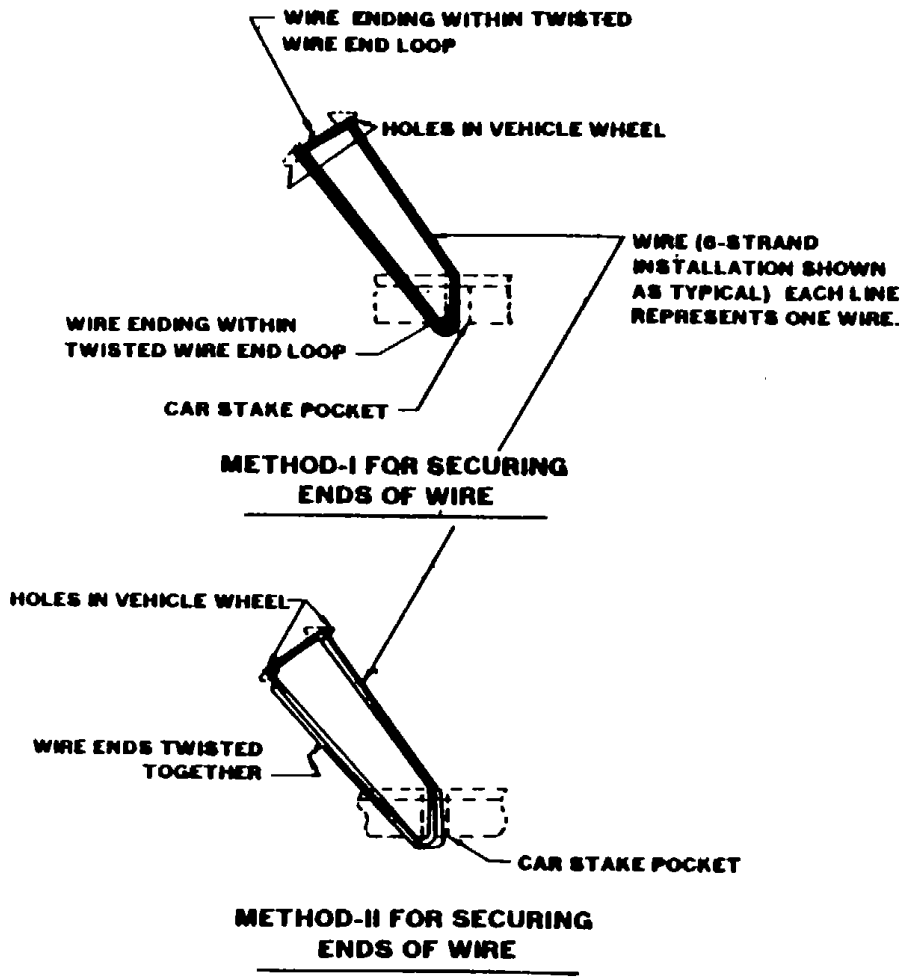 WIRE ENDING WITHIN TWISTED
WIRE END LOOP
HOLES IN VEHICLE WHEEL
WIRE (6-STRAND
INSTALLATION SHOWN
AS TYPICAL) EACH LINE
REPRESENTS ONE WIRE.
WIRE ENDING WITHIN
TWISTED WIRE END LOOP
CAR STAKE POCKET
METHOD-I FOR SECURING
ENDS OF WIRE
HOLES IN VEHICLE WHEEL
WIRE ENDS TWISTED
TOGETHER
CAR STAKE POCKET
METHOD-II FOR SECURING
ENDS OF WIRE